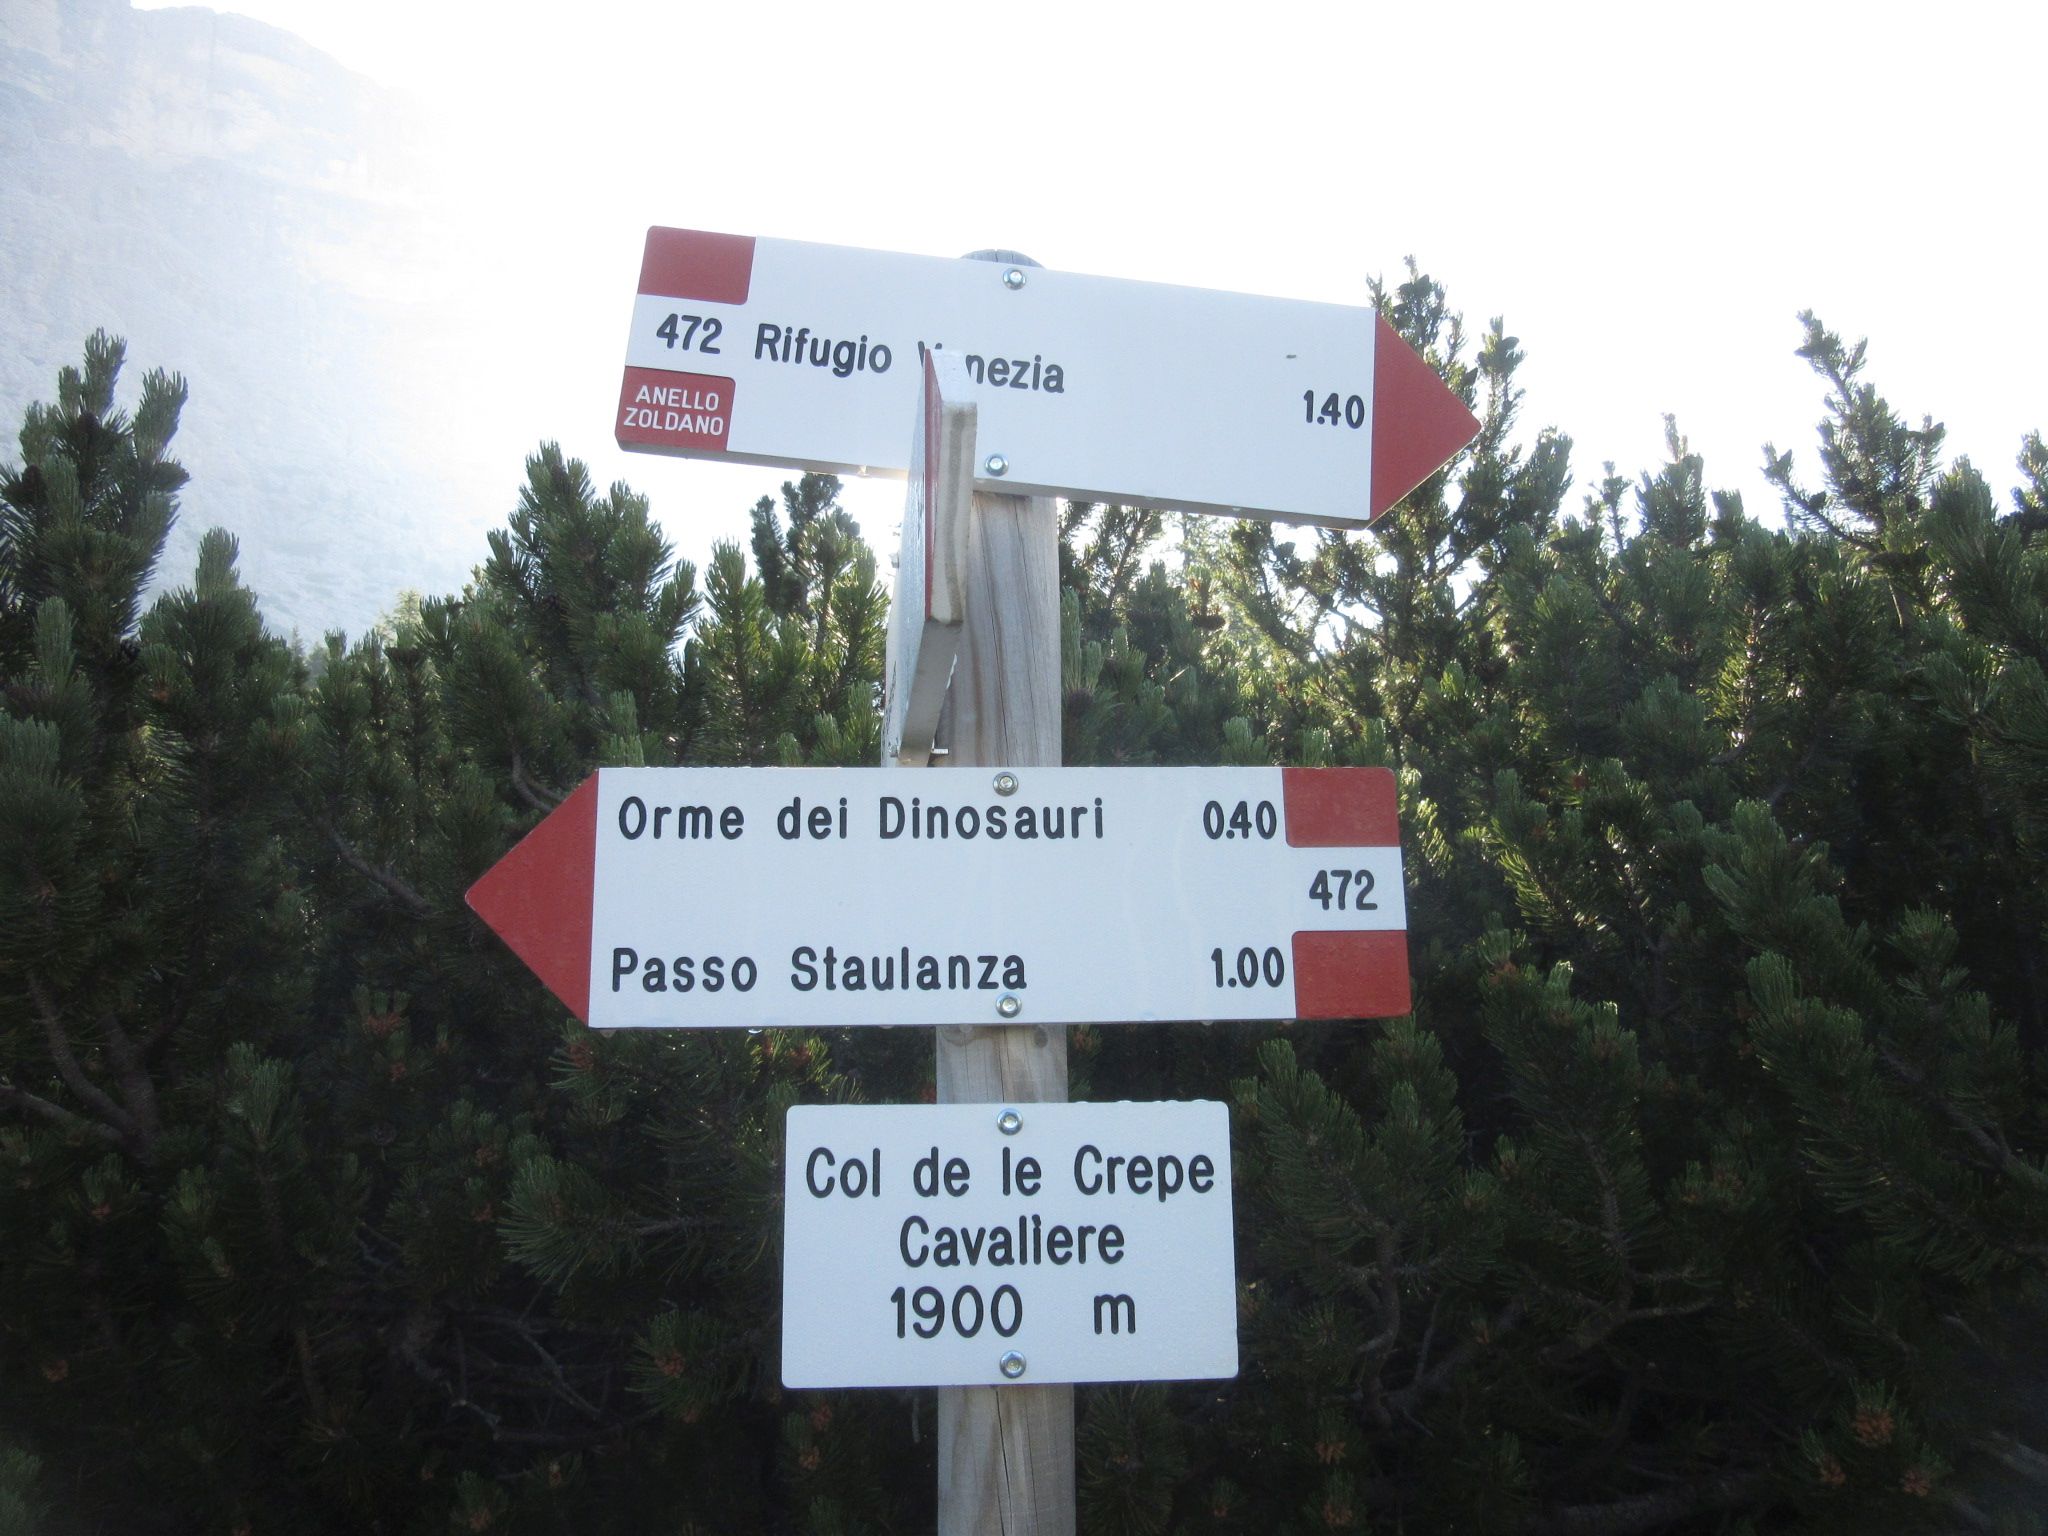 472 Rifugio Venezia 1.40
ANELLO
ZOLDANO
Orme dei Dinosauri 0.40
472
Passo Staulanza 1.00
Col de le Crepe
Cavaliere
1900 m